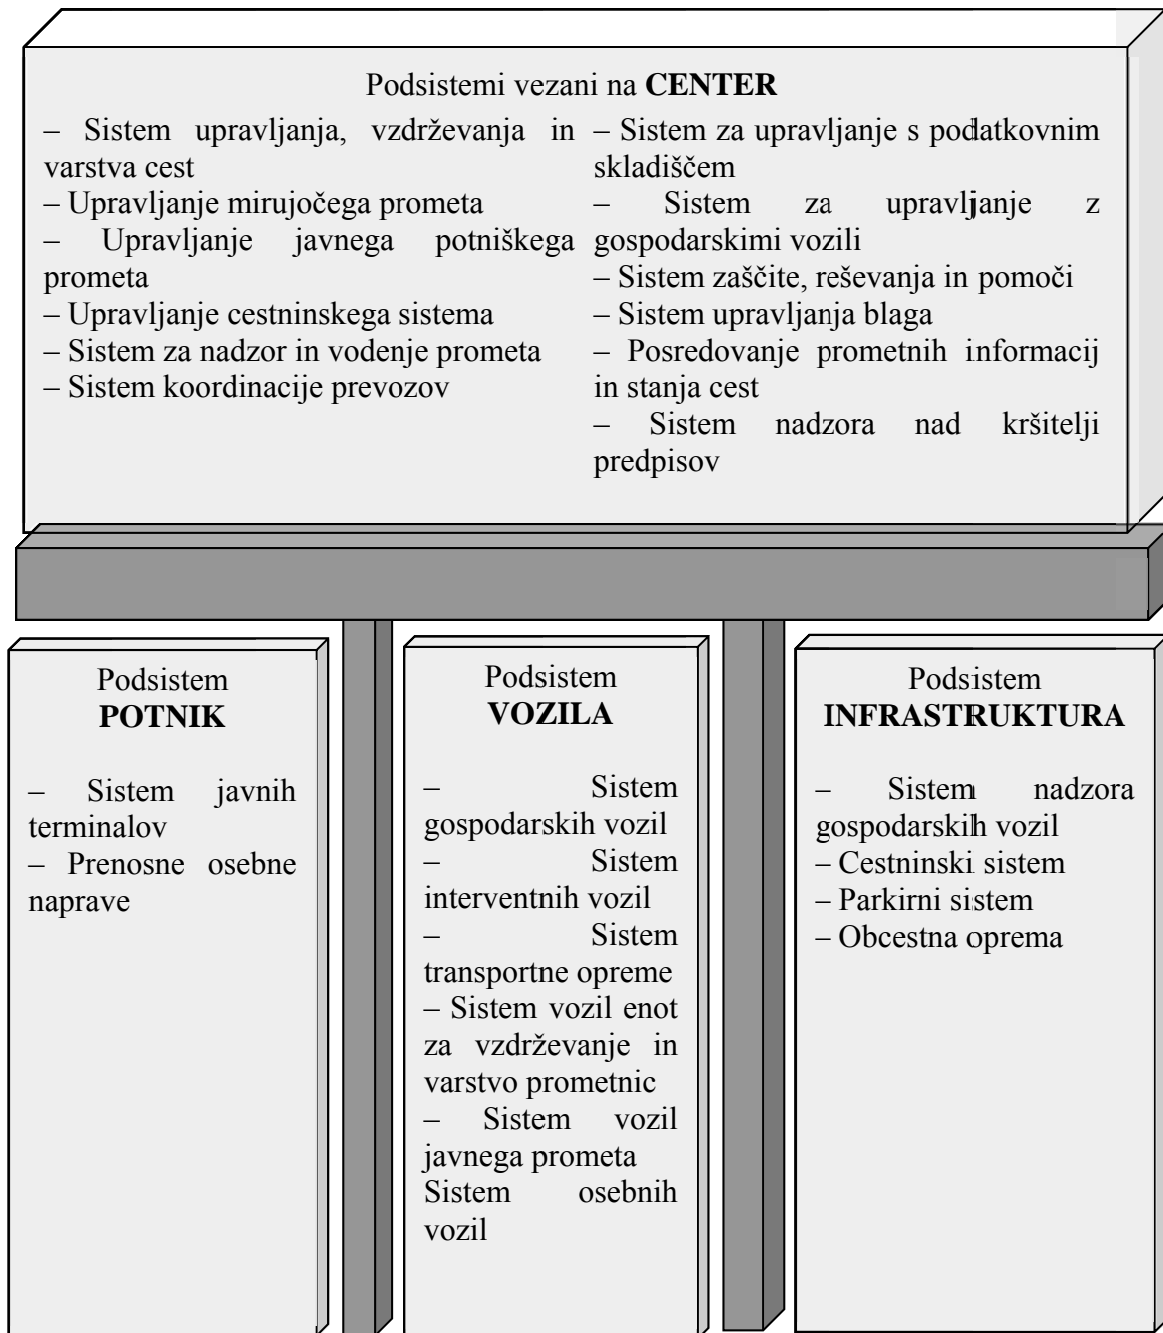 Podsistemi vezani na CENTER
– Sistem upravljanja, vzdrževanja in
varstva cest
– Upravljanje mirujočega prometa
– Upravljanje javnega potniškega
prometa
– Upravljanje cestninskega sistema
– Sistem za nadzor in vodenje prometa
– Sistem koordinacije prevozov
– Sistem za upravljanje s podatkovnim
skladiščem
– Sistem za upravljanje z
gospodarskimi vozili
– Sistem zaščite, reševanja in pomoči
– Sistem upravljanja blaga
– Posredovanje prometnih informacij
in stanja cest
– Sistem nadzora nad kršitelji
predpisov
Podsistem
POTNIK
– Sistem javnih
terminalov
– Prenosne osebne
naprave
Podsistem
VOZILA
– Sistem
gospodarskih vozil
– Sistem
interventnih vozil
– Sistem
transportne opreme
– Sistem vozil enot
za vzdrževanje in
varstvo prometnic
– Sistem vozil
javnega prometa
Sistem osebnih
vozil
Podsistem
INFRASTRUKTURA
– Sistem nadzora
gospodarskih vozil
– Cestninski sistem
– Parkirni sistem
– Obcestna oprema